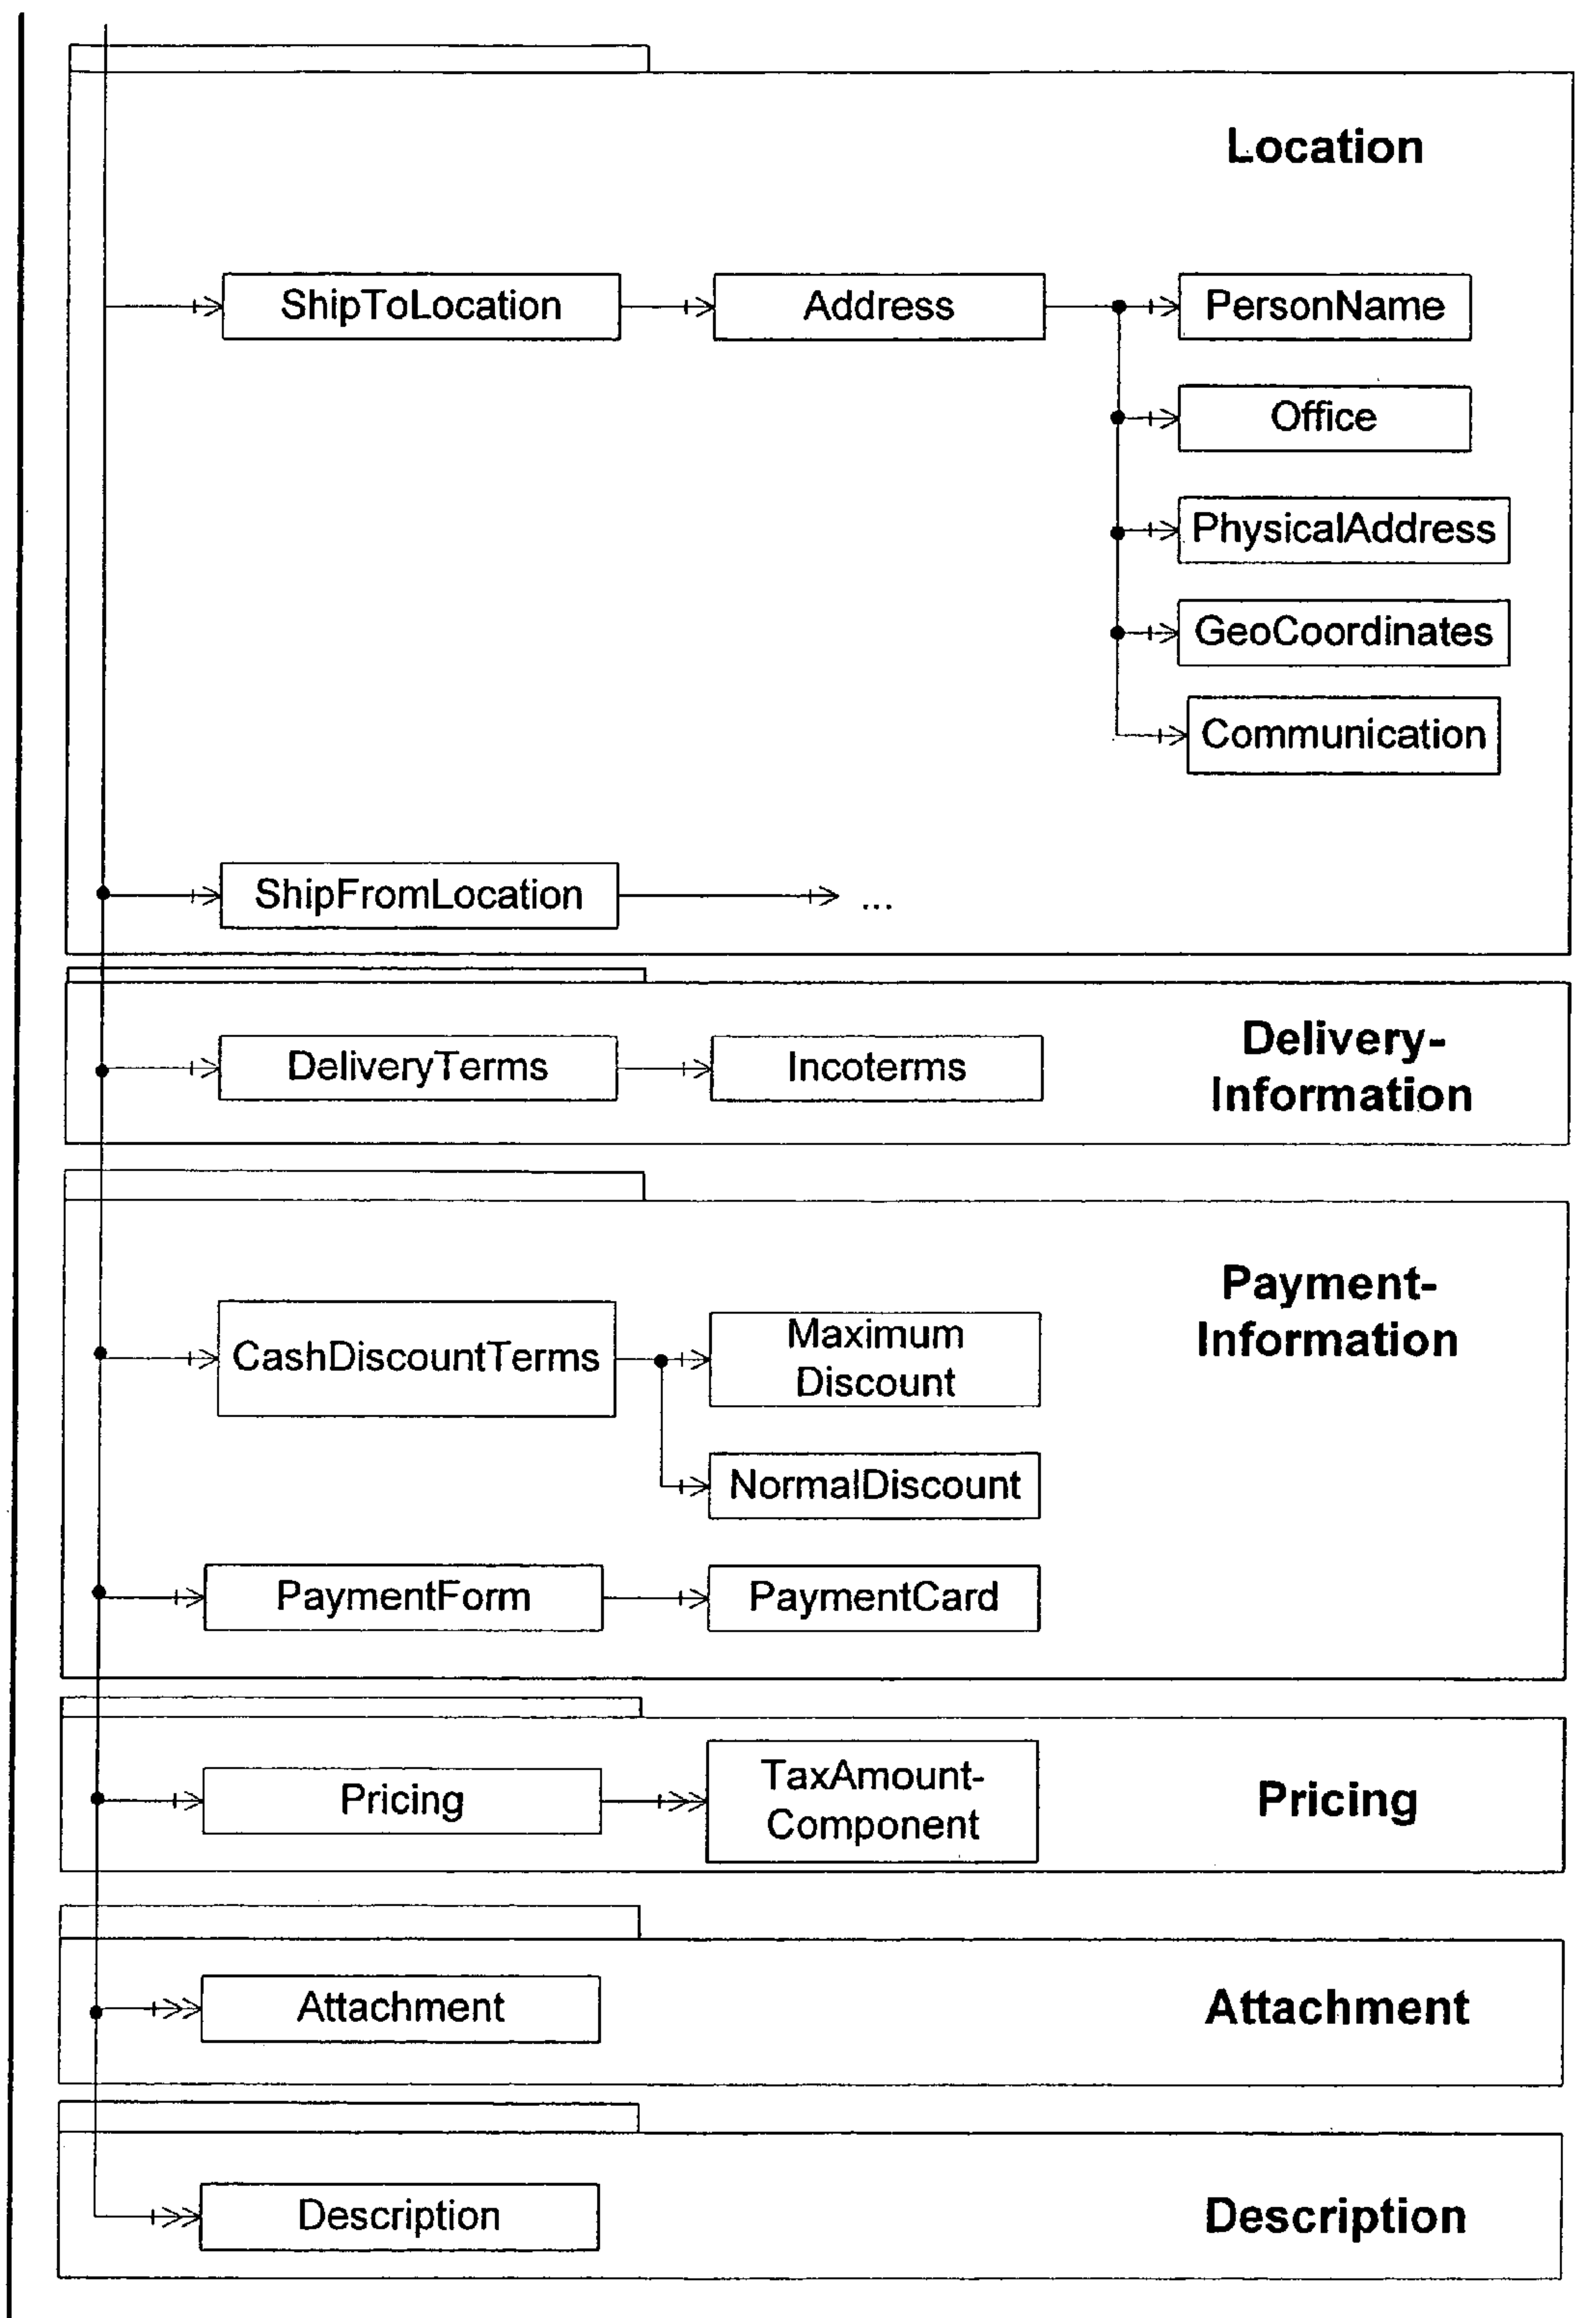 Location
ShipToLocation
Address
PersonName
Office
PhysicalAddress
GeoCoordinates
Communication
ShipFromLocation
...
DeliveryTerms
Incoterms
Delivery-
Information
Payment-
Information
CashDiscountTerms
Maximum
Discount
NormalDiscount
PaymentForm
PaymentCard
Pricing
TaxAmount-
Component
Pricing
Attachment
Attachment
Description
Description